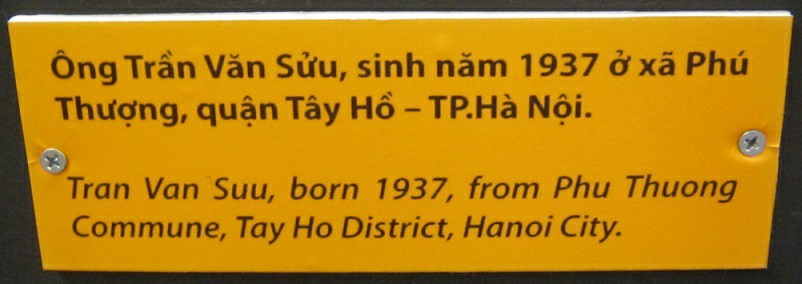 Ông Trần Văn Sửu, sinh năm 1937 ở xã Phú
Thượng, quận Tây Hồ – TP.Hà Nội.
Tran Van Suu, born 1937, from Phu Thuong
Commune, Tay Ho District, Hanoi City.